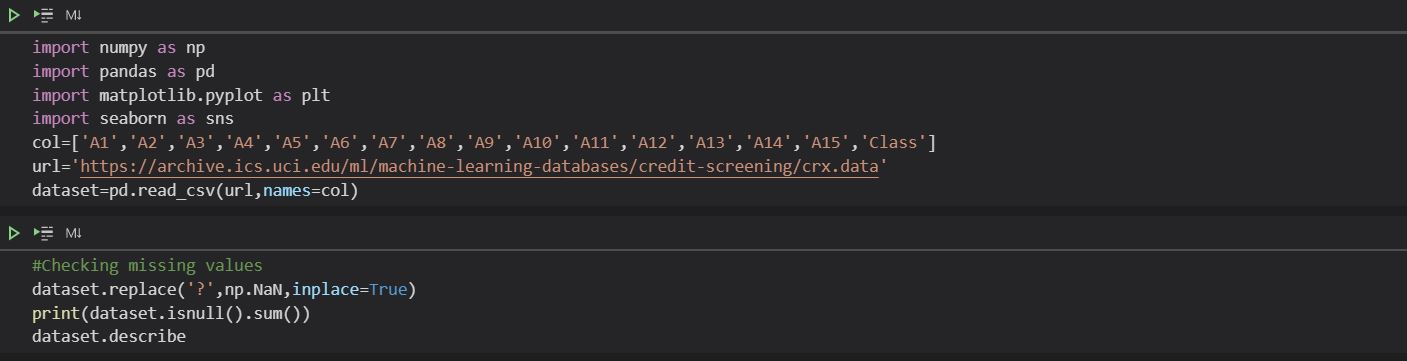 M↓
import numpy as np
import pandas as pd
import matplotlib.pyplot as plt
import seaborn as sns
col=['A1','A2','A3','A4','A5','A6','A7','A8','A9','A10','A11','A12','A13','A14','A15','Class']
url='https://archive.ics.uci.edu/ml/machine-learning-databases/credit-screening/crx.data'
dataset=pd.read_csv(url,names=col)
M↓
#Checking missing values
dataset.replace('?',np.NaN,inplace=True)
print(dataset.isnull().sum())
dataset.describe